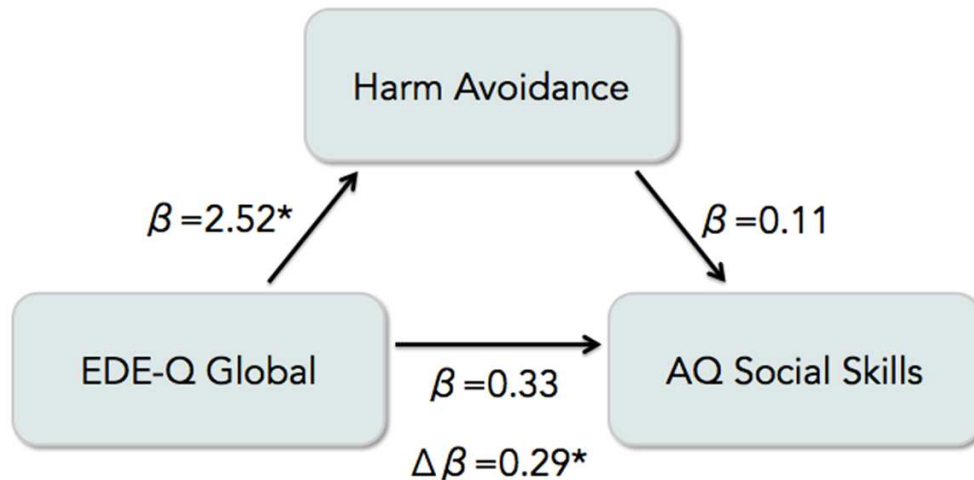 Harm Avoidance
β=2.52*
β=0.11
EDE-Q Global
AQ Social Skills
β=0.33
Δβ=0.29*